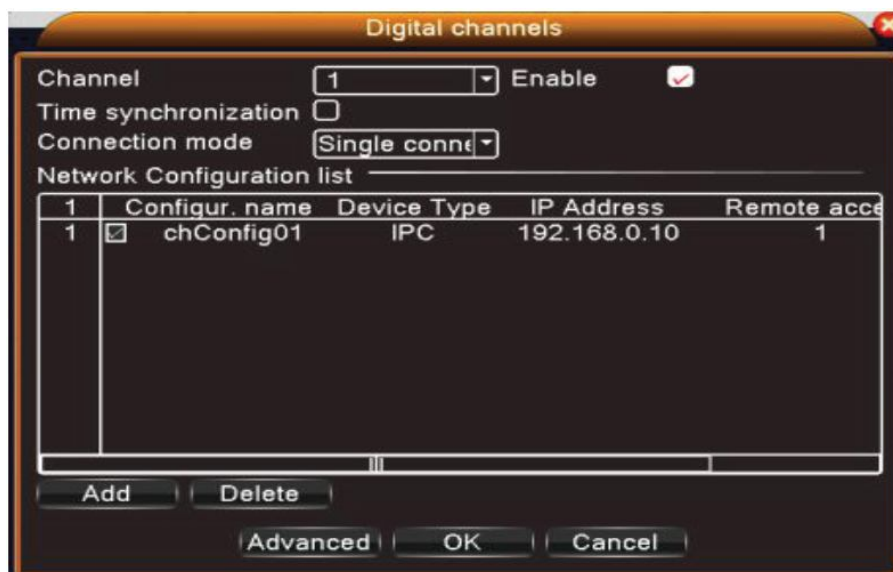 Digital channels
Channel 1 Enable
Time synchronization
Connection mode Single conne
Network Configuration list
1 Configur. name Device Type IP Address Remote acce
1 chConfig01 IPC 192.168.0.10 1
Add Delete
Advanced OK Cancel